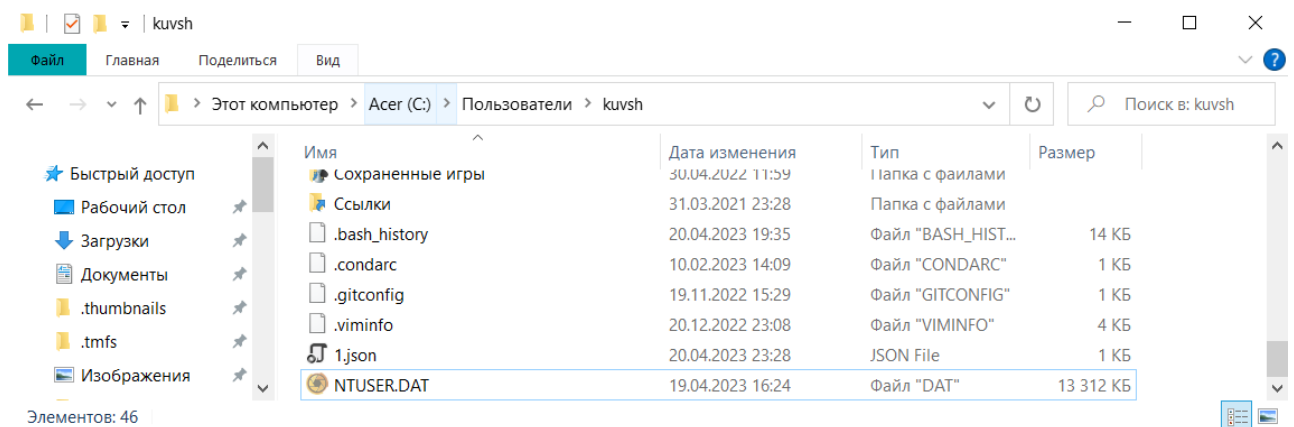 kuvsh
Файл Главная Поделиться Вид
Этот компьютер > Acer (C:) > Пользователи > kuvsh Поиск в: kuvsh
Имя Дата изменения Тип Размер
Быстрый доступ
Рабочий стол
Загрузки
Документы
.thumbnails
.tmfs
Изображения
Сохраненные игры 30.04.2022 11:59 Папка с файлами
Ссылки 31.03.2021 23:28 Папка с файлами
.bash_history 20.04.2023 19:35 Файл "BASH_HIST... 14 КБ
.condarc 10.02.2023 14:09 Файл "CONDARC" 1 КБ
.gitconfig 19.11.2022 15:29 Файл "GITCONFIG" 1 КБ
.viminfo 20.12.2022 23:08 Файл "VIMINFO" 4 КБ
1.json 20.04.2023 23:28 JSON File 1 КБ
NTUSER.DAT 19.04.2023 16:24 Файл "DAT" 13 312 КБ
Элементов: 46